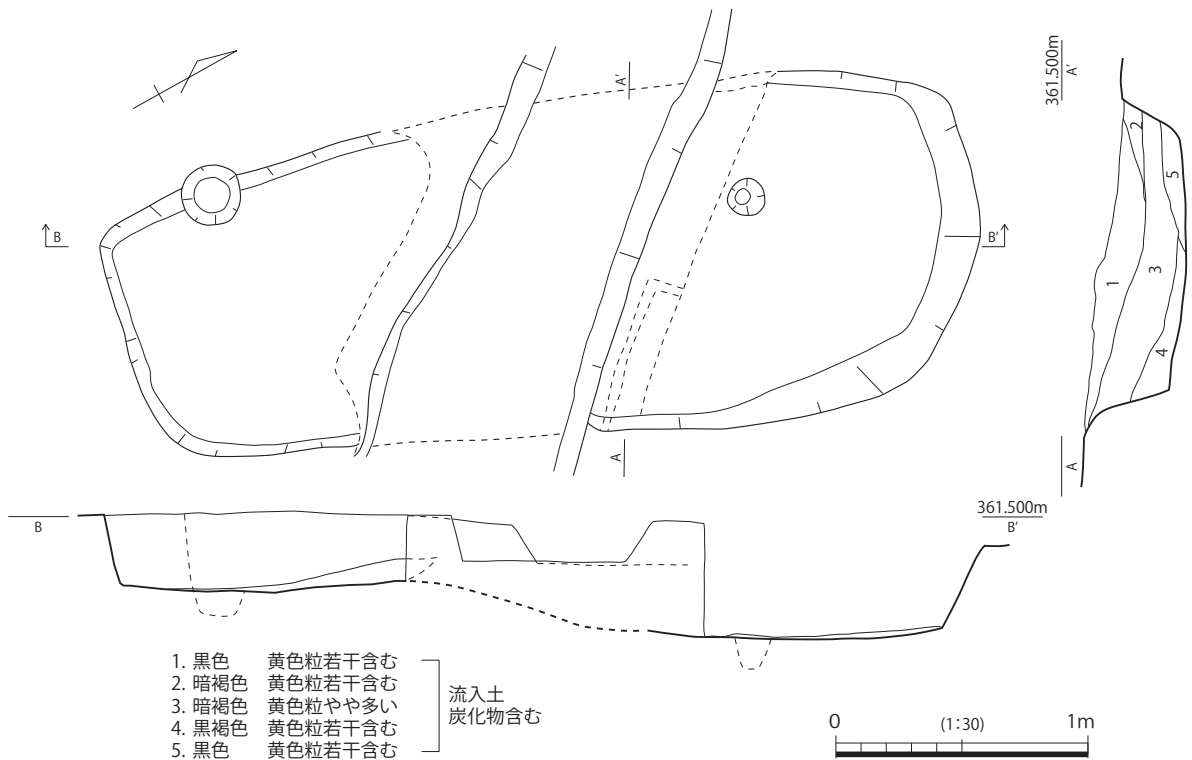 A'
361.500m
A'
2
5
B
B'
1
3
4
A
A
B
361.500m
B'
1. 黒色 黄色粒若干含む
2. 暗褐色 黄色粒若干含む
3. 暗褐色 黄色粒やや多い
4. 黒褐色 黄色粒若干含む
5. 黒色 黄色粒若干含む
流入土
炭化物含む
0 (1:30) 1m